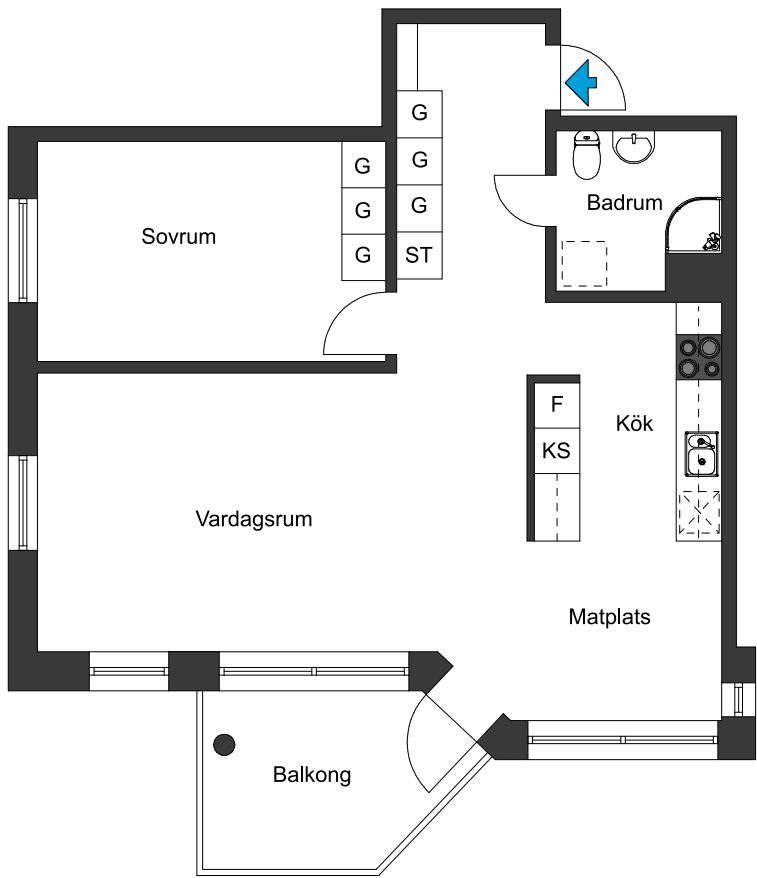 G
G
G
G
G
Badrum
Sovrum
G
ST
F
Kök
KS
Vardagsrum
Matplats
Balkong